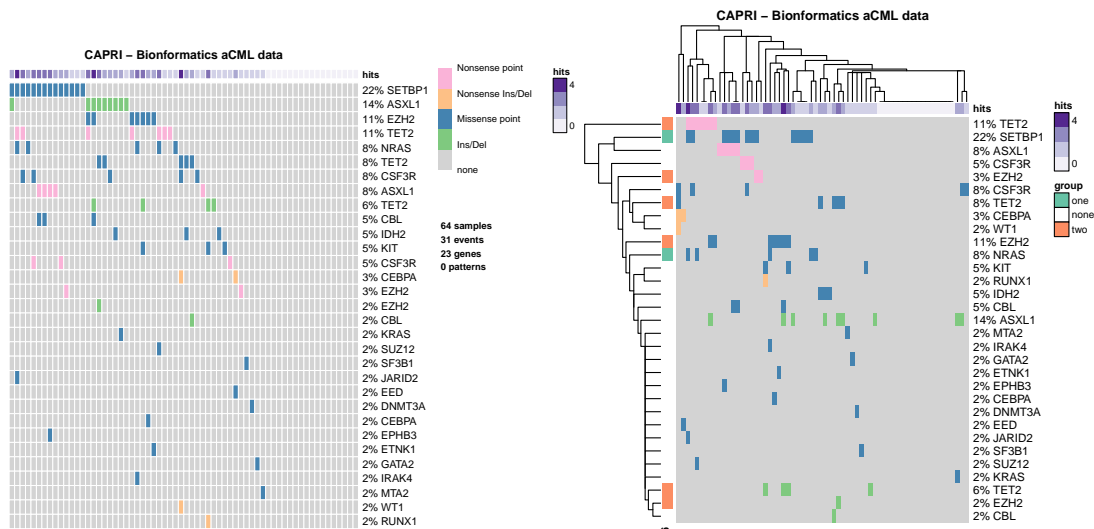 CAPRI – Bionformatics aCML data
hits
22% SETBP1
14% ASXL1
11% EZH2
11% TET2
8% NRAS
8% TET2
8% CSF3R
8% ASXL1
6% TET2
5% CBL
5% IDH2
5% KIT
5% CSF3R
3% CEBPA
3% EZH2
2% EZH2
2% CBL
2% KRAS
2% SUZ12
2% SF3B1
2% JARID2
2% EED
2% DNMT3A
2% CEBPA
2% EPHB3
2% ETNK1
2% GATA2
2% IRAK4
2% MTA2
2% WT1
2% RUNX1
Nonsense point
Nonsense Ins/Del
Missense point
Ins/Del
none
64 samples
31 events
23 genes
0 patterns
hits
4
0
CAPRI – Bionformatics aCML data
hits
11% TET2
22% SETBP1
8% ASXL1
5% CSF3R
3% EZH2
8% CSF3R
8% TET2
3% CEBPA
2% WT1
11% EZH2
8% NRAS
5% KIT
2% RUNX1
5% IDH2
5% CBL
14% ASXL1
2% MTA2
2% IRAK4
2% GATA2
2% ETNK1
2% EPHB3
2% CEBPA
2% DNMT3A
2% EED
2% JARID2
2% SF3B1
2% SUZ12
2% KRAS
6% TET2
2% EZH2
2% CBL
hits
4
0
group
one
none
two